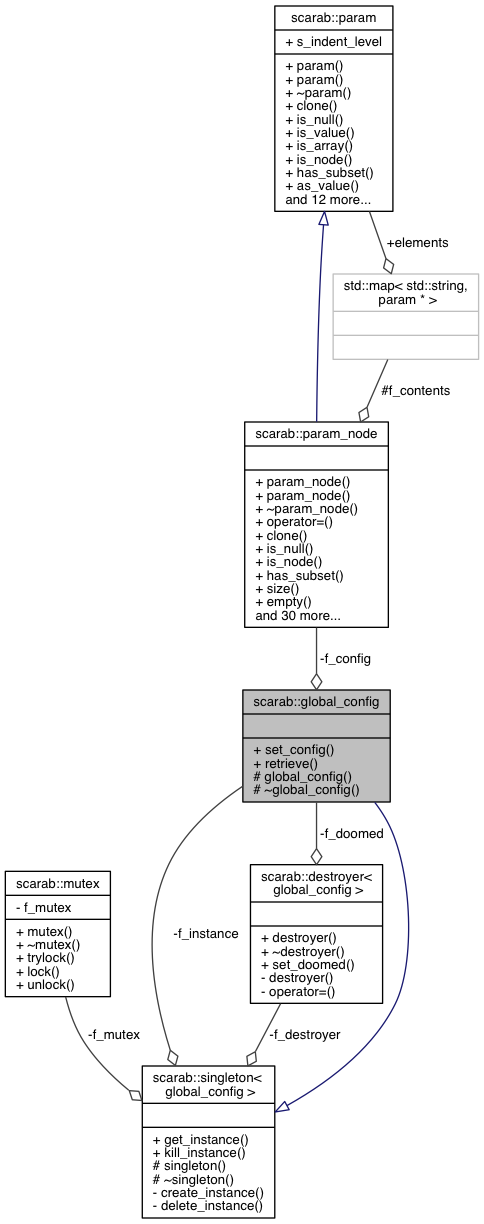 scarab::param
+ s_indent_level
+ param()
+ param()
+ ~param()
+ clone()
+ is_null()
+ is_value()
+ is_array()
+ is_node()
+ has_subset()
+ as_value()
and 12 more...
+elements
std::map< std::string,
param * >
#f_contents
scarab::param_node
+ param_node()
+ param_node()
+ ~param_node()
+ operator=()
+ clone()
+ is_null()
+ is_node()
+ has_subset()
+ size()
+ empty()
and 30 more...
-f_config
scarab::global_config
+ set_config()
+ retrieve()
# global_config()
# ~global_config()
-f_doomed
scarab::destroyer<
global_config >
+ destroyer()
+ ~destroyer()
+ set_doomed()
- destroyer()
- operator=()
scarab::mutex
- f_mutex
+ mutex()
+ ~mutex()
+ trylock()
+ lock()
+ unlock()
-f_instance
-f_mutex
-f_destroyer
scarab::singleton<
global_config >
+ get_instance()
+ kill_instance()
# singleton()
# ~singleton()
- create_instance()
- delete_instance()